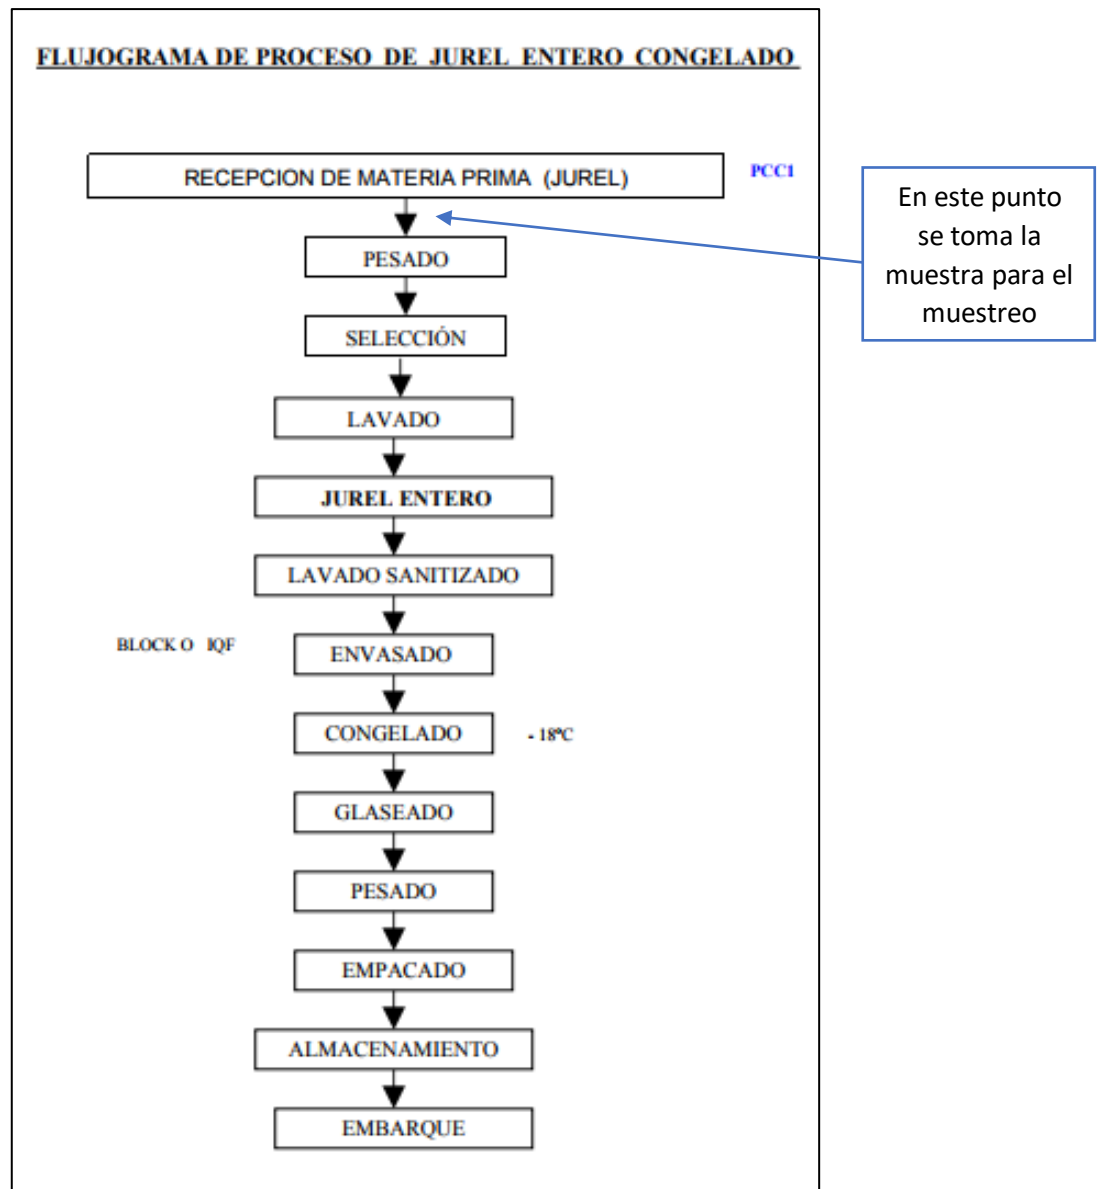 FLUJOGRAMA DE PROCESO DE JUREL ENTERO CONGELADO
RECEPCION DE MATERIA PRIMA (JUREL)
PCC1
En este punto
se toma la
muestra para el
muestreo
PESADO
SELECCIÓN
LAVADO
JUREL ENTERO
LAVADO SANITIZADO
BLOCK O IQF
ENVASADO
CONGELADO
- 18ºC
GLASEADO
PESADO
EMPACADO
ALMACENAMIENTO
EMBARQUE